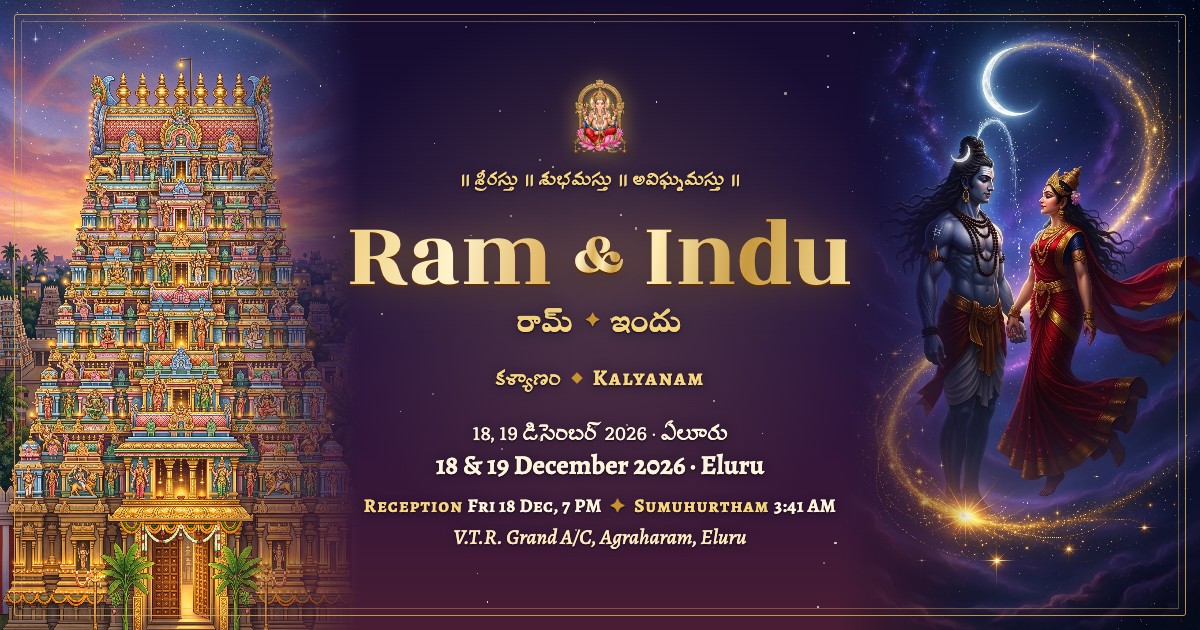 ॥ శ్రీరస్తు ॥ శుభమస్తు ॥ అవిఘ్నమస్తు ॥
Ram & Indu
రామ్ ✦ ఇందు
కళ్యాణం ◆ KALYANAM
18, 19 డిసెంబర్ 2026 · ఏలూరు
18 & 19 December 2026 · Eluru
RECEPTION FRI 18 DEC, 7 PM ✦ SUMUHURTHAM 3:41 AM
V.T.R. Grand A/C, Agraharam, Eluru